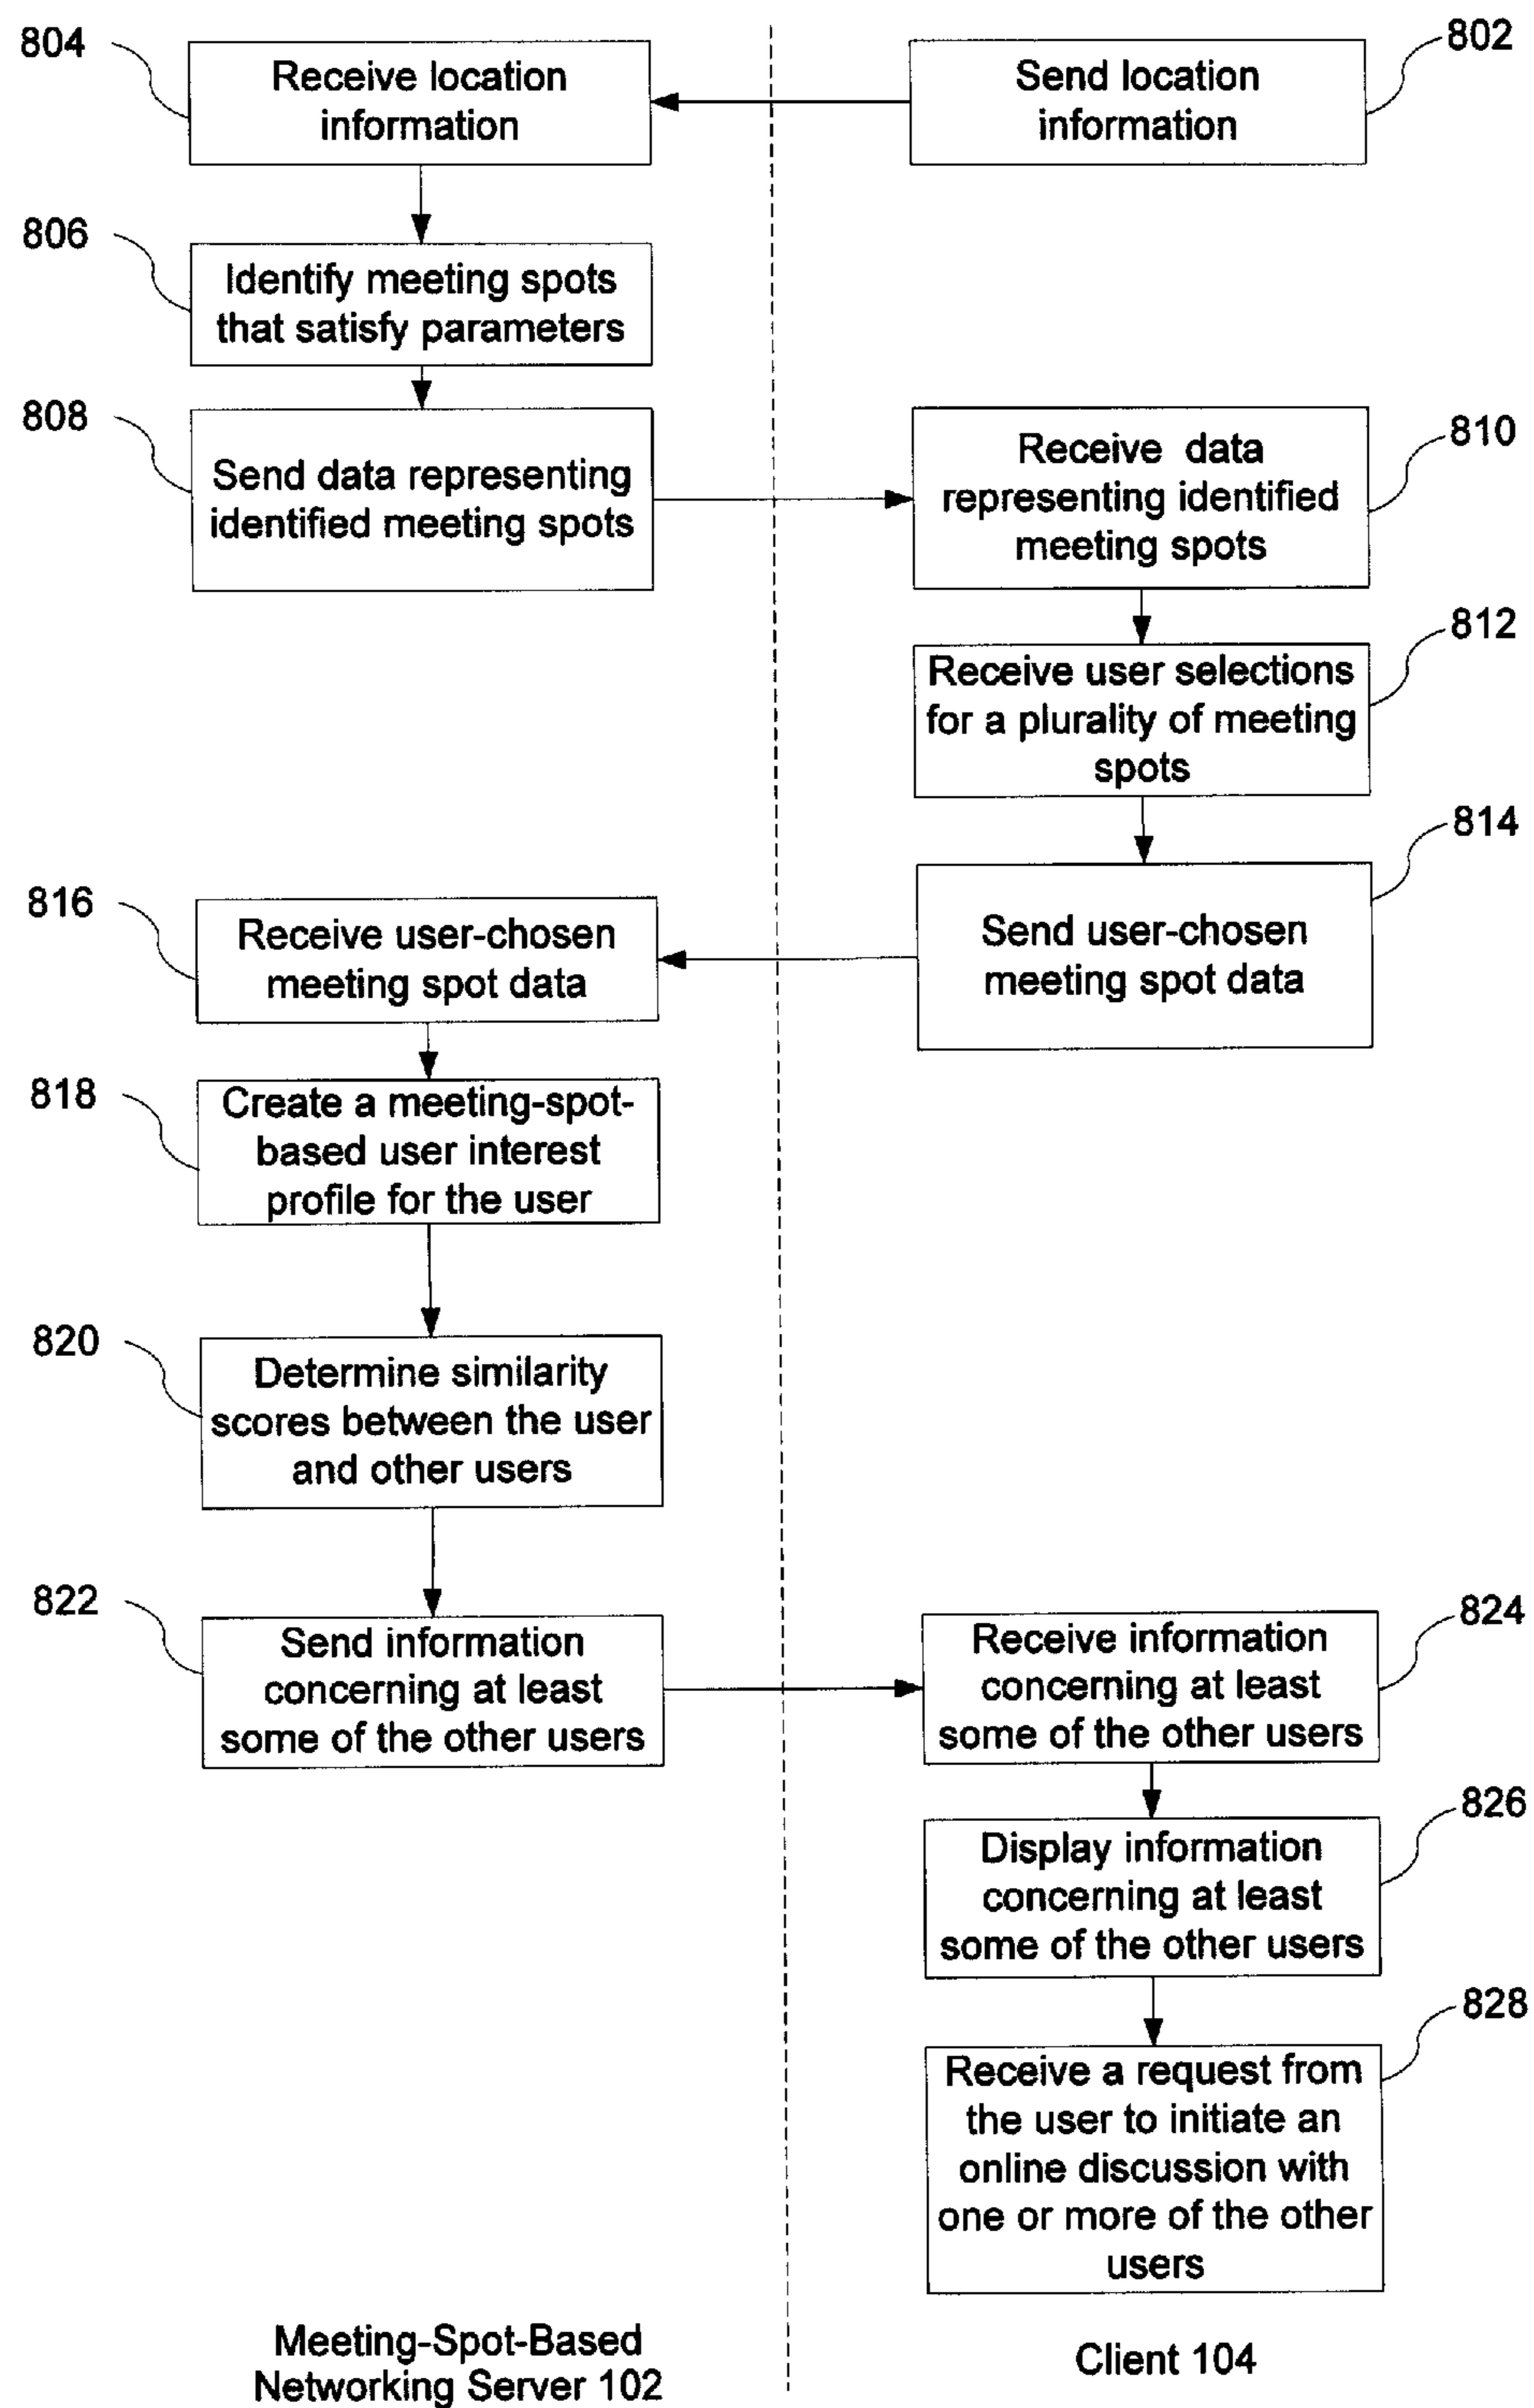 804
Receive location
information
802
Send location
information
806
Identify meeting spots
that satisfy parameters
808
Send data representing
identified meeting spots
810
Receive data
representing identified
meeting spots
812
Receive user selections
for a plurality of meeting
spots
814
Send user-chosen
meeting spot data
816
Receive user-chosen
meeting spot data
818
Create a meeting-spot-
based user interest
profile for the user
820
Determine similarity
scores between the user
and other users
822
Send information
concerning at least
some of the other users
824
Receive information
concerning at least
some of the other users
826
Display information
concerning at least
some of the other users
828
Receive a request from
the user to initiate an
online discussion with
one or more of the other
users
Meeting-Spot-Based
Networking Server 102
Client 104